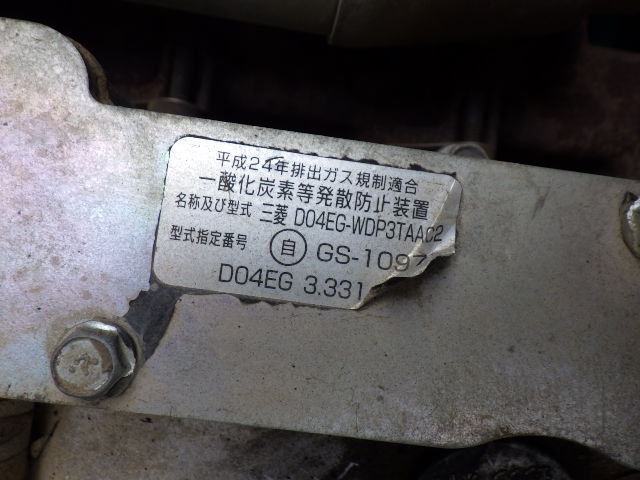 平成24年排出ガス規制適合
一酸化炭素等発散防止装置
名称及び型式 三菱 D04EG-WDP3TAAC2
型式指定番号 自 GS-1097
D04EG 3.331